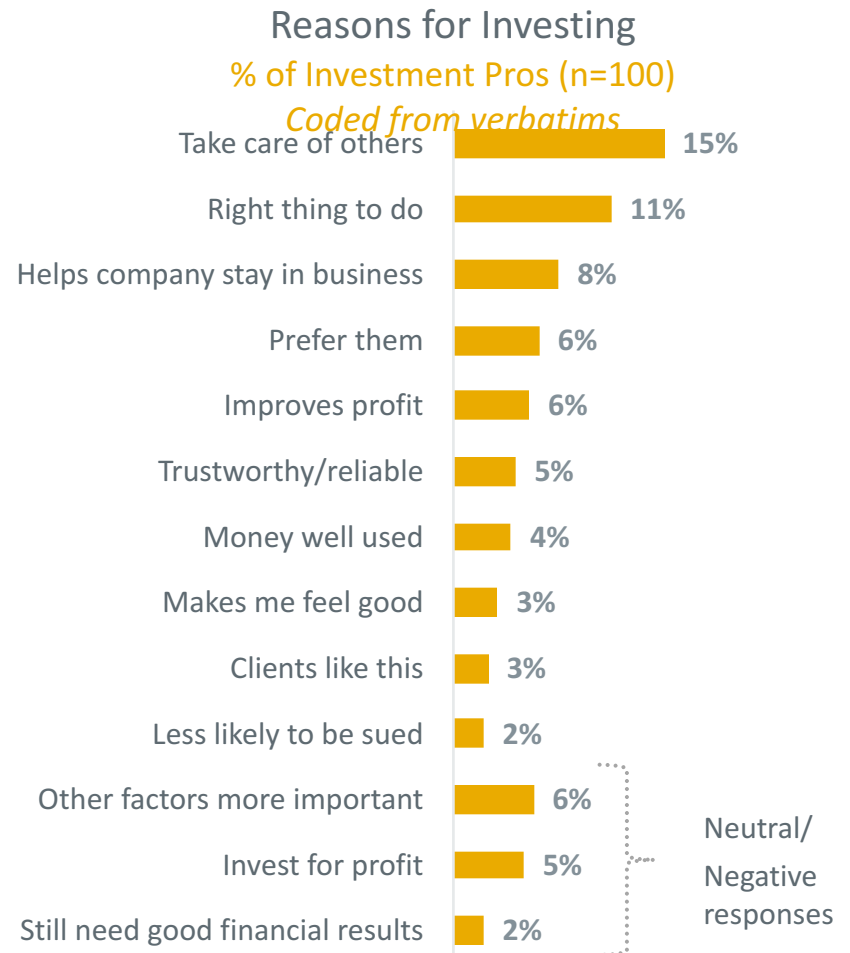 Reasons for Investing
% of Investment Pros (n=100)
Coded from verbatims
Take care of others 15%
Right thing to do 11%
Helps company stay in business 8%
Prefer them 6%
Improves profit 6%
Trustworthy/reliable 5%
Money well used 4%
Makes me feel good 3%
Clients like this 3%
Less likely to be sued 2%
Other factors more important 6%
Invest for profit 5%
Still need good financial results 2%
Neutral/
Negative
responses